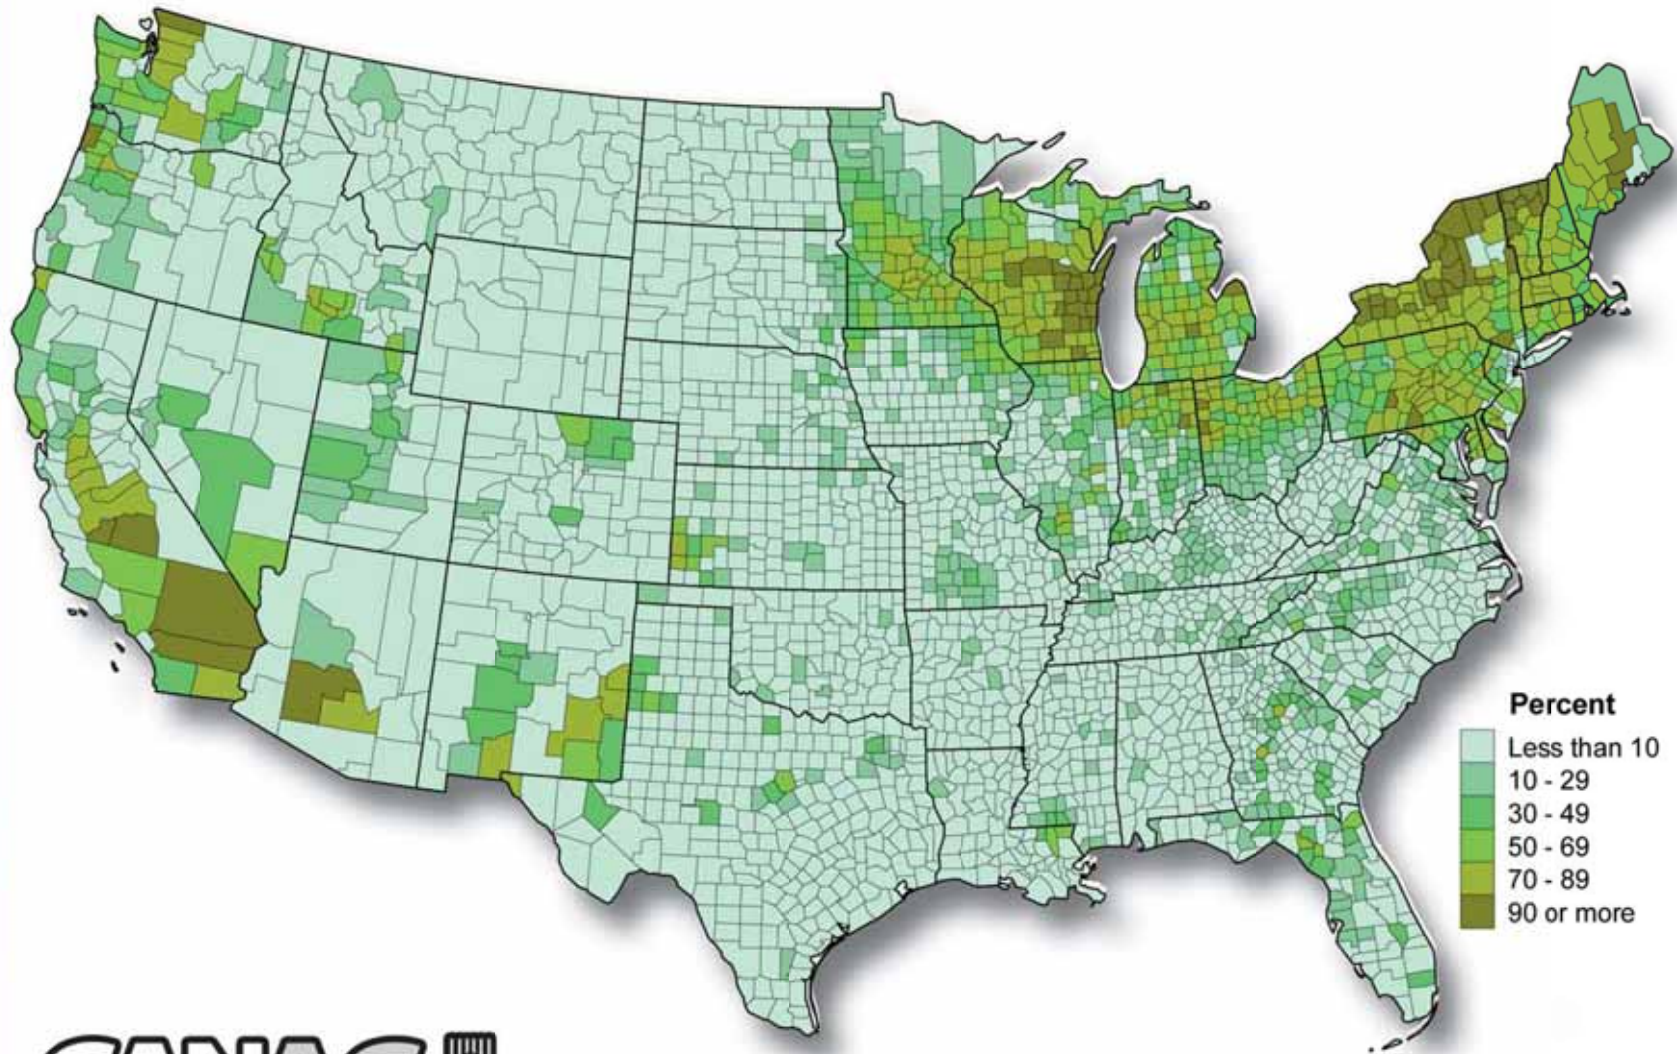 Percent
Less than 10
10 - 29
30 - 49
50 - 69
70 - 89
90 or more